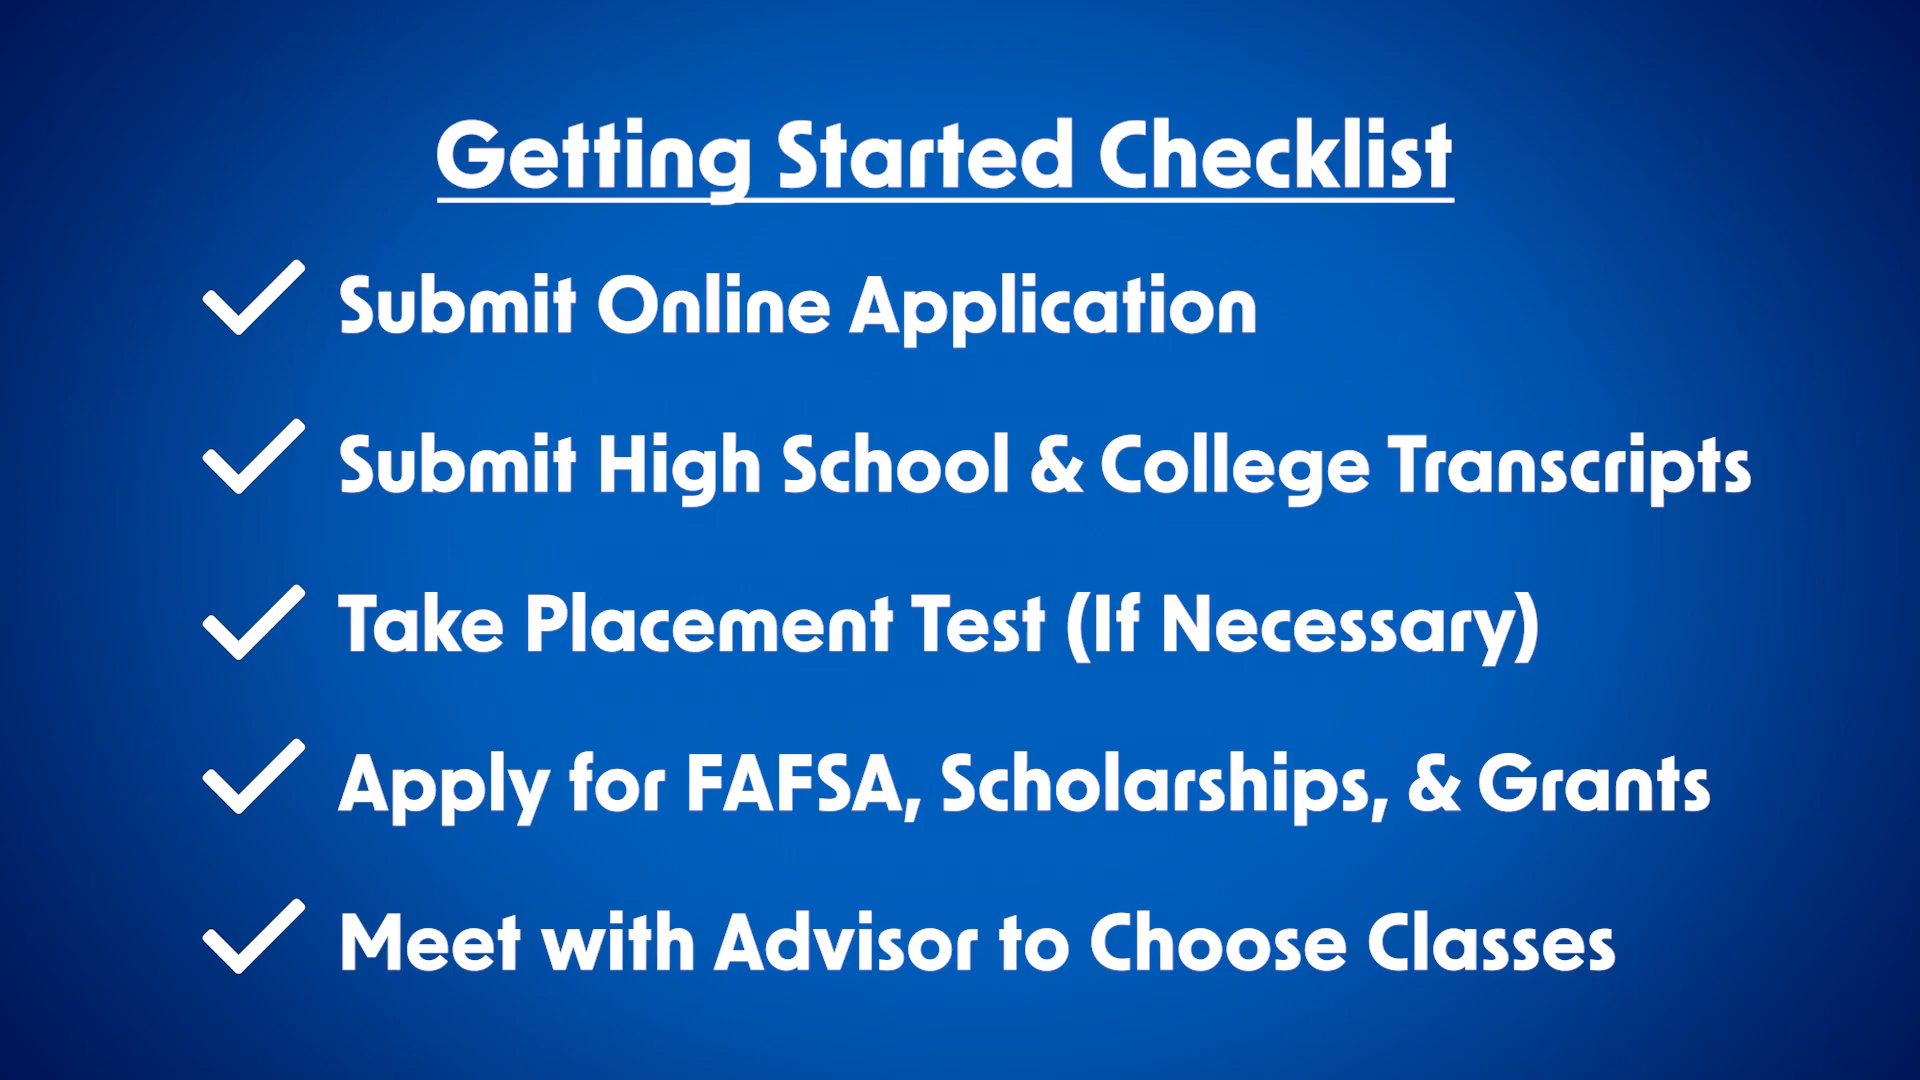 Getting Started Checklist
Submit Online Application
Submit High School & College Transcripts
Take Placement Test (If Necessary)
Apply for FAFSA, Scholarships, & Grants
Meet with Advisor to Choose Classes